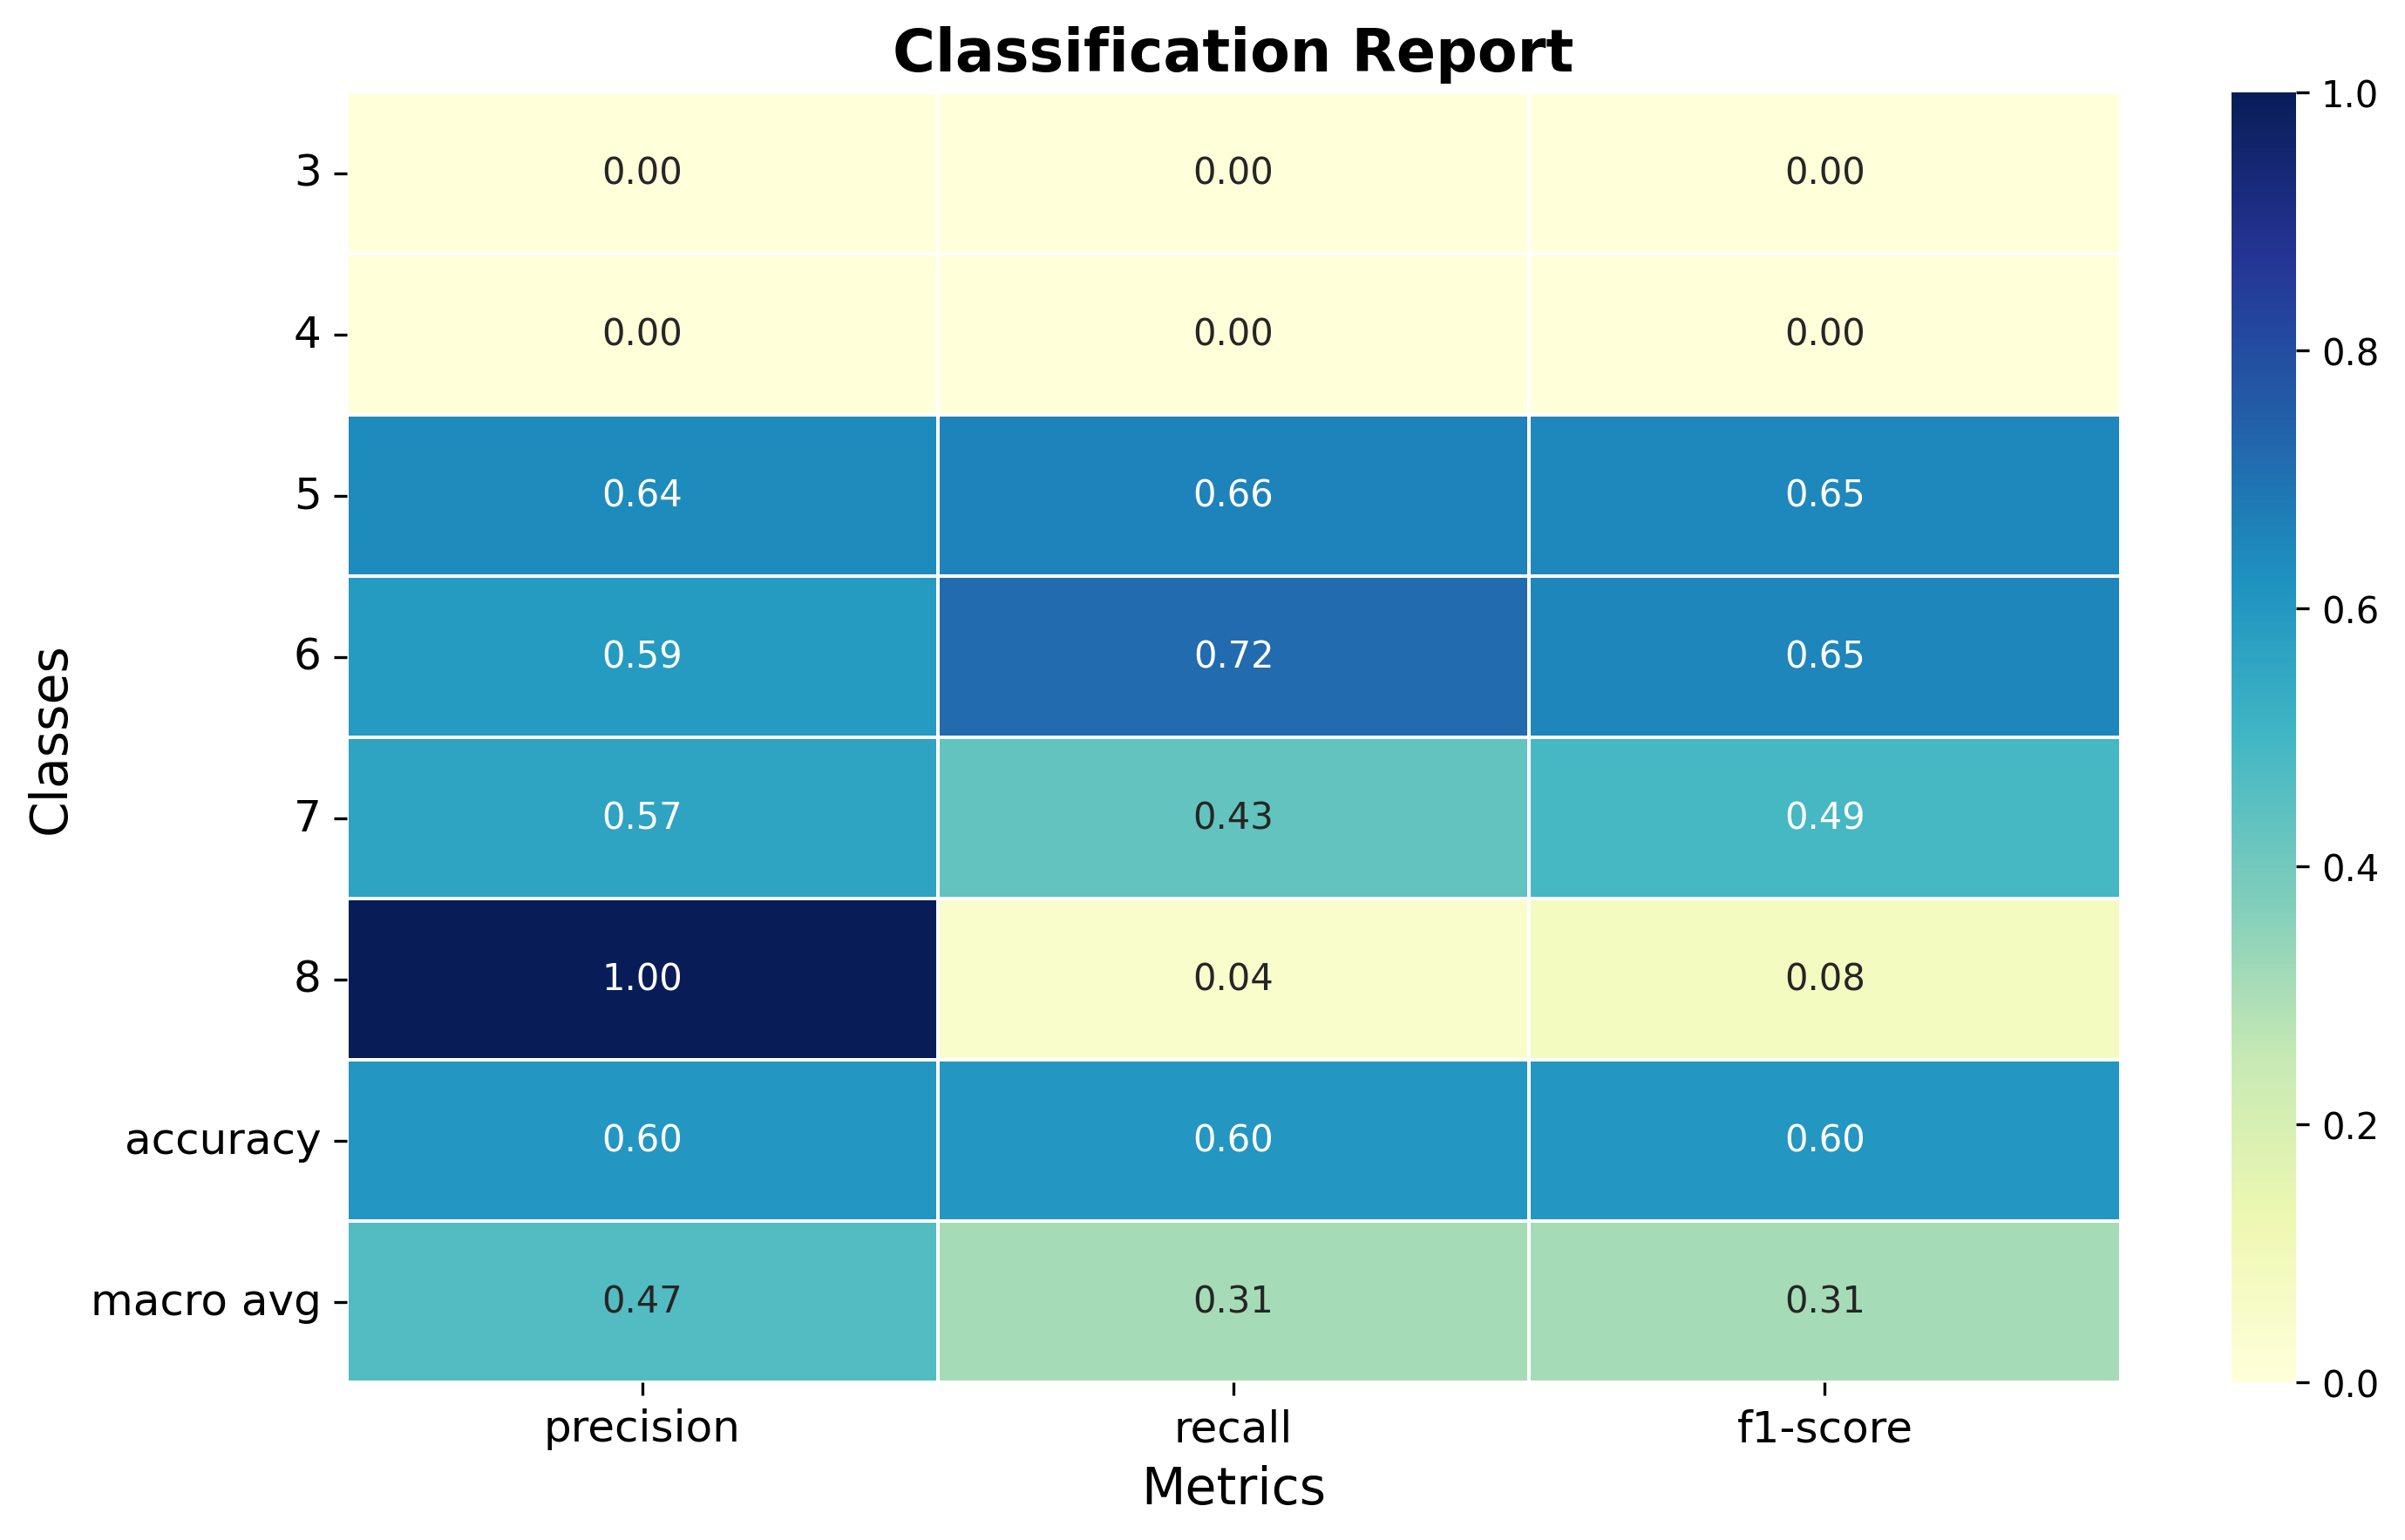 Classification Report
3 0.00 0.00 0.00
4 0.00 0.00 0.00
5 0.64 0.66 0.65
6 0.59 0.72 0.65
7 0.57 0.43 0.49
8 1.00 0.04 0.08
accuracy 0.60 0.60 0.60
macro avg 0.47 0.31 0.31
precision recall f1-score
Metrics
Classes
1.0
0.8
0.6
0.4
0.2
0.0